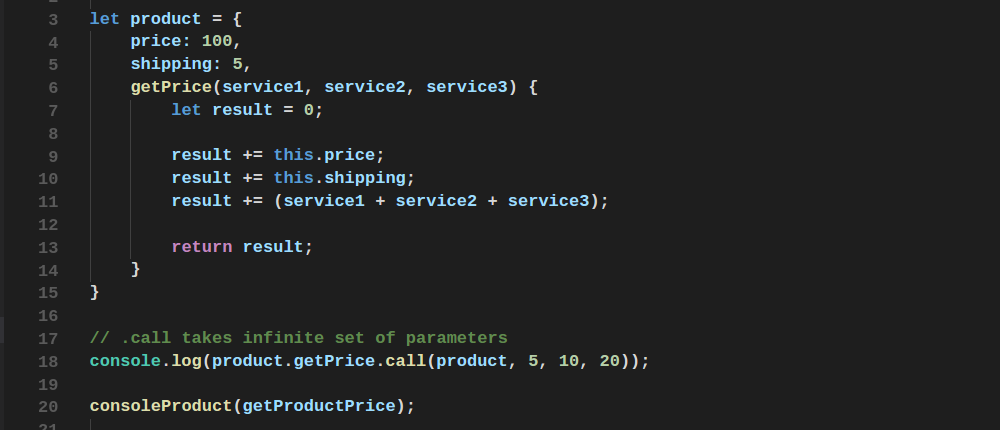 3 let product = {
4 price: 100,
5 shipping: 5,
6 getPrice(service1, service2, service3) {
7 let result = 0;
8
9 result += this.price;
10 result += this.shipping;
11 result += (service1 + service2 + service3);
12
13 return result;
14 }
15 }
16
17 // .call takes infinite set of parameters
18 console.log(product.getPrice.call(product, 5, 10, 20));
19
20 consoleProduct(getProductPrice);
21